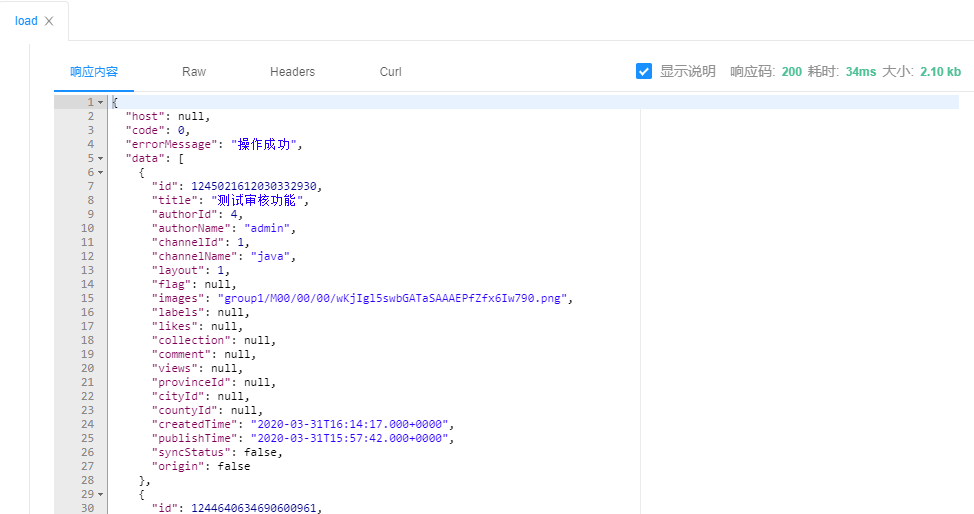 load
响应内容 Raw Headers Curl 显示说明 响应码: 200 耗时: 34ms 大小: 2.10 kb
1 {
2 "host": null,
3 "code": 0,
4 "errorMessage": "操作成功",
5 "data": [
6 {
7 "id": 1245021612030332930,
8 "title": "测试审核功能",
9 "authorId": 4,
10 "authorName": "admin",
11 "channelId": 1,
12 "channelName": "java",
13 "layout": 1,
14 "flag": null,
15 "images": "group1/M00/00/00/wKjIgl5swbGATaSAAAEPfZfx6Iw790.png",
16 "labels": null,
17 "likes": null,
18 "collection": null,
19 "comment": null,
20 "views": null,
21 "provinceId": null,
22 "cityId": null,
23 "countyId": null,
24 "createdTime": "2020-03-31T16:14:17.000+0000",
25 "publishTime": "2020-03-31T15:57:42.000+0000",
26 "syncStatus": false,
27 "origin": false
28 },
29 {
30 "id": 1244640634690600961,